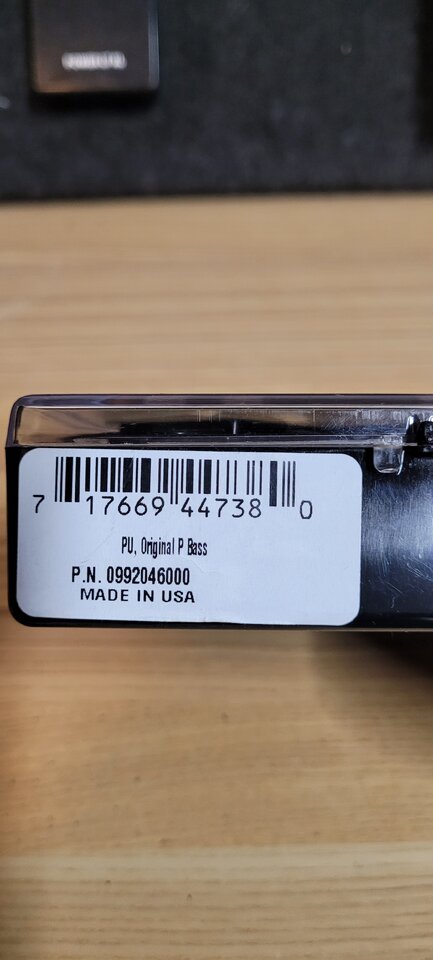 7 17669 44738 0
PU, Original P Bass
P.N. 0992046000
MADE IN USA